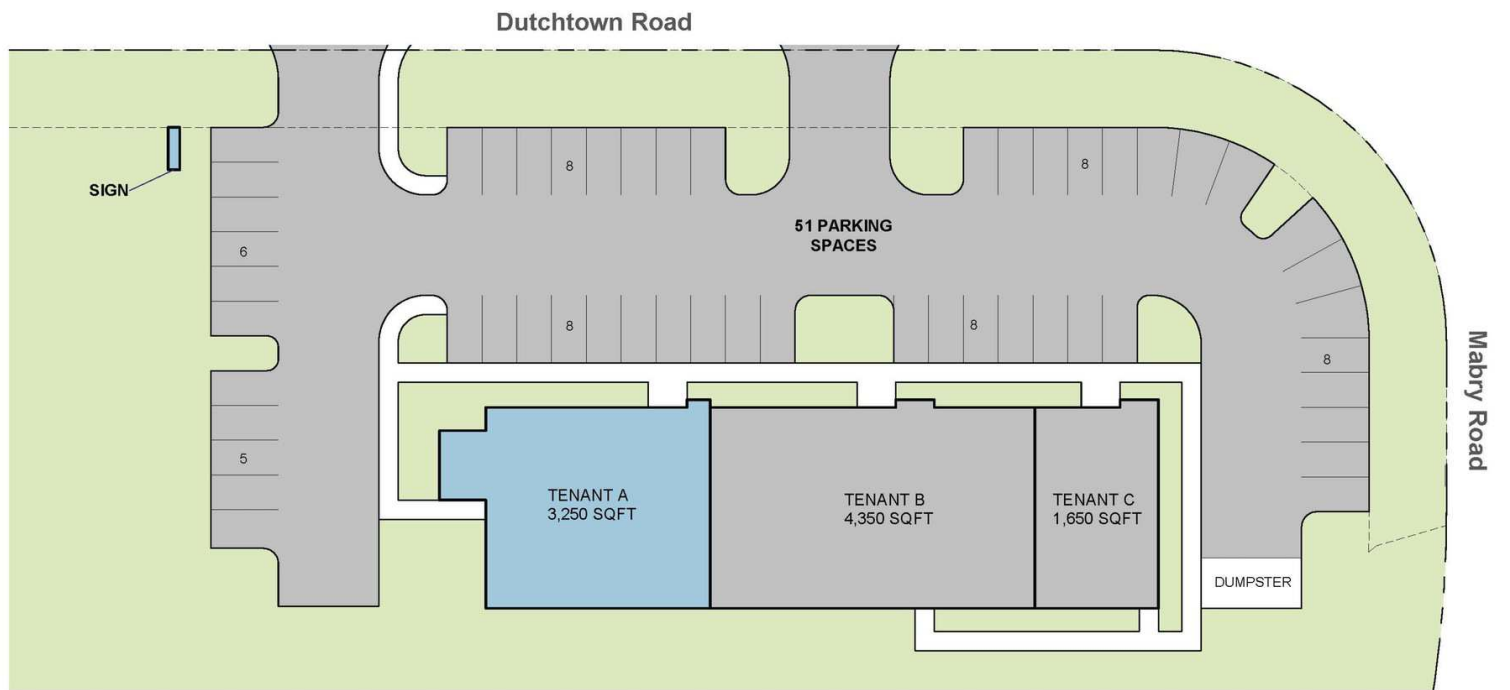 Dutchtown Road
SIGN
8
8
51 PARKING
SPACES
6
8
8
8
5
TENANT A
3,250 SQFT
TENANT B
4,350 SQFT
TENANT C
1,650 SQFT
DUMPSTER
Mabry Road